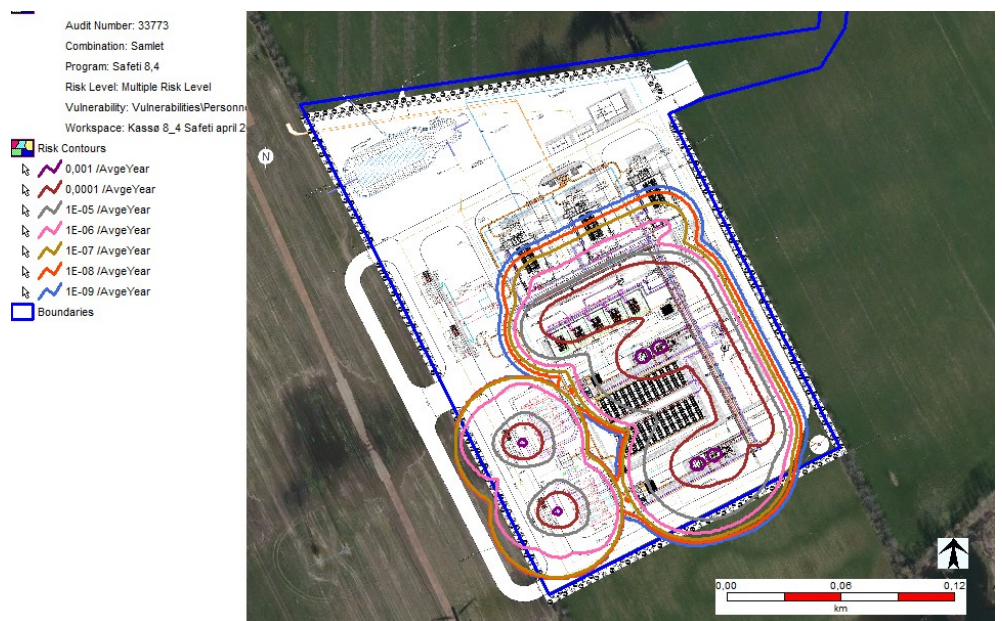 Audit Number: 33773
Combination: Samlet
Program: Safeti 8,4
Risk Level: Multiple Risk Level
Vulnerability: Vulnerabilities\Personne
Workspace: Kassø 8_4 Safeti april 2
Risk Contours
0,001 /AvgeYear
0,0001 /AvgeYear
1E-05 /AvgeYear
1E-06 /AvgeYear
1E-07 /AvgeYear
1E-08 /AvgeYear
1E-09 /AvgeYear
Boundaries
N
0,00 0,06 0,12
km